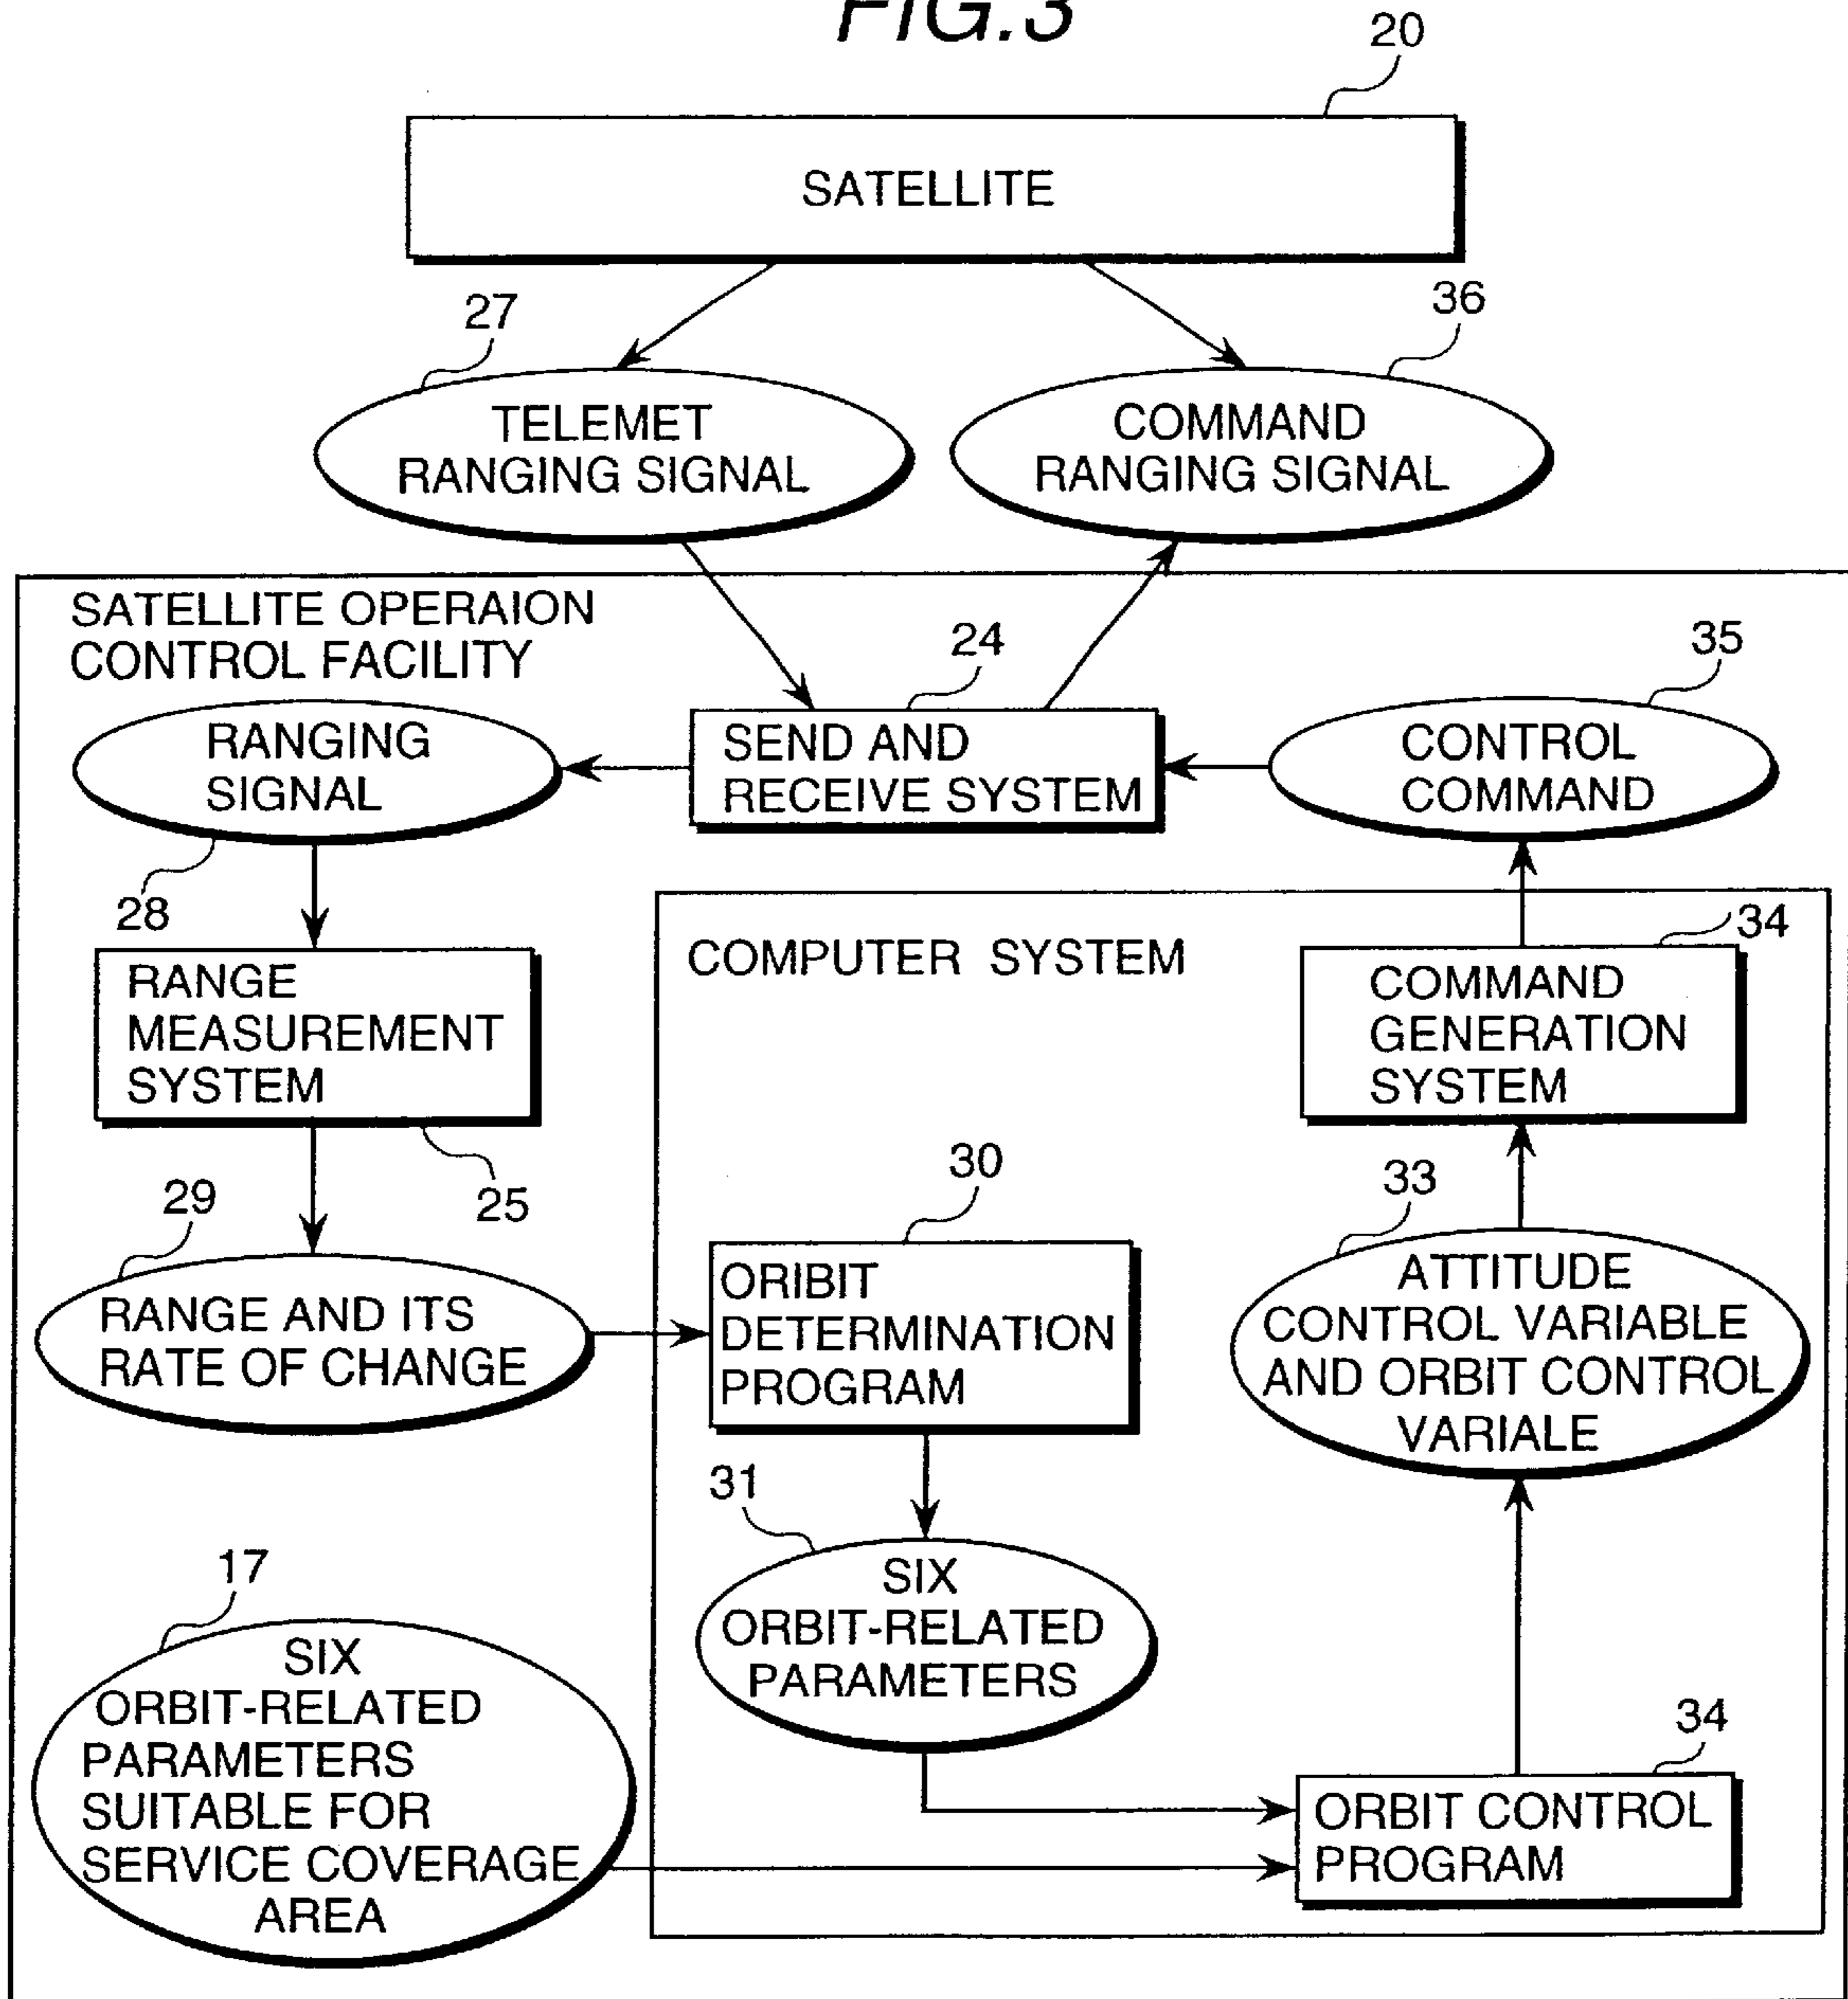 FIG.3
20
SATELLITE
27
36
TELEMET
RANGING SIGNAL
COMMAND
RANGING SIGNAL
SATELLITE OPERAION
CONTROL FACILITY
24
35
RANGING
SIGNAL
SEND AND
RECEIVE SYSTEM
CONTROL
COMMAND
28
34
COMPUTER SYSTEM
RANGE
MEASUREMENT
SYSTEM
COMMAND
GENERATION
SYSTEM
25
30
33
29
RANGE AND ITS
RATE OF CHANGE
ORIBIT
DETERMINATION
PROGRAM
ATTITUDE
CONTROL VARIABLE
AND ORBIT CONTROL
VARIALE
31
17
SIX
ORBIT-RELATED
PARAMETERS
SIX
ORBIT-RELATED
PARAMETERS
SUITABLE FOR
SERVICE COVERAGE
AREA
34
ORBIT CONTROL
PROGRAM